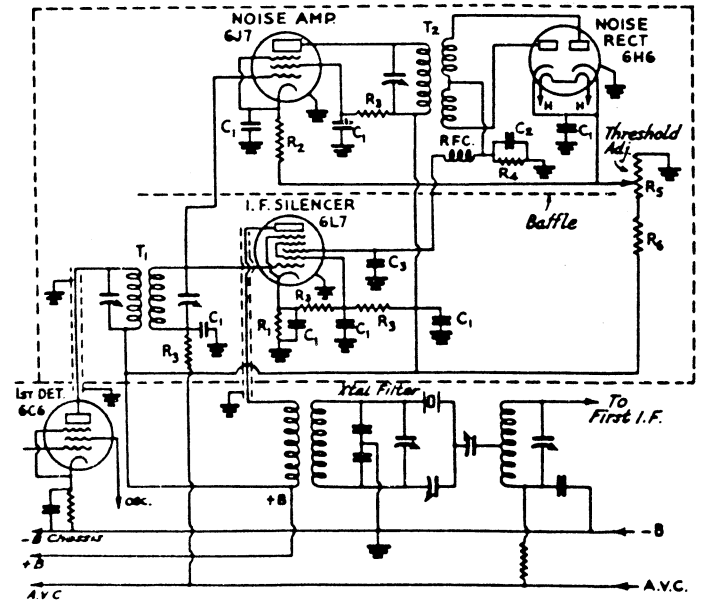 NOISE AMP.
6J7
T2
NOISE
RECT
6H6
H H
C1
R2
C1
R3
R.F.C.
C2
R4
C1
Threshold
Adj.
R5
I.F. SILENCER
6L7
Baffle
R6
T1
C3
C1
R3
R1
C1
R3
C1
R3
C1
1ST DET.
6C6
Xtal Filter
To
First I.F.
osc.
+B
-B Chassis
-B
+B
A.V.C
A.V.C.